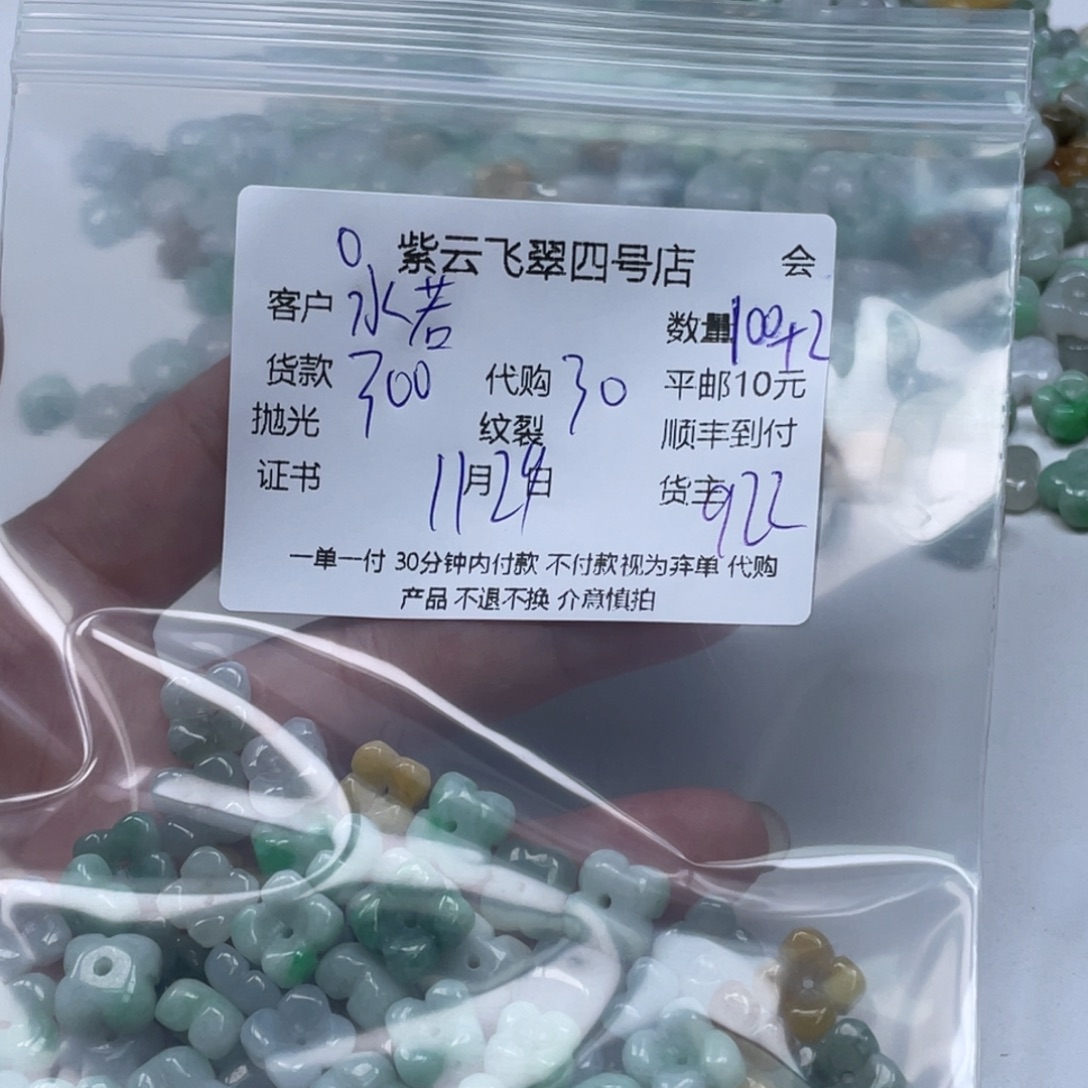 0 紫云飞翠四号店 会
客户 水若 数量 100+2
货款 300 代购 30 平邮10元
抛光 纹裂 顺丰到付
证书 11月29日 货主 922
一单一付 30分钟内付款 不付款视为弃单 代购
产品 不退不换 介意慎拍